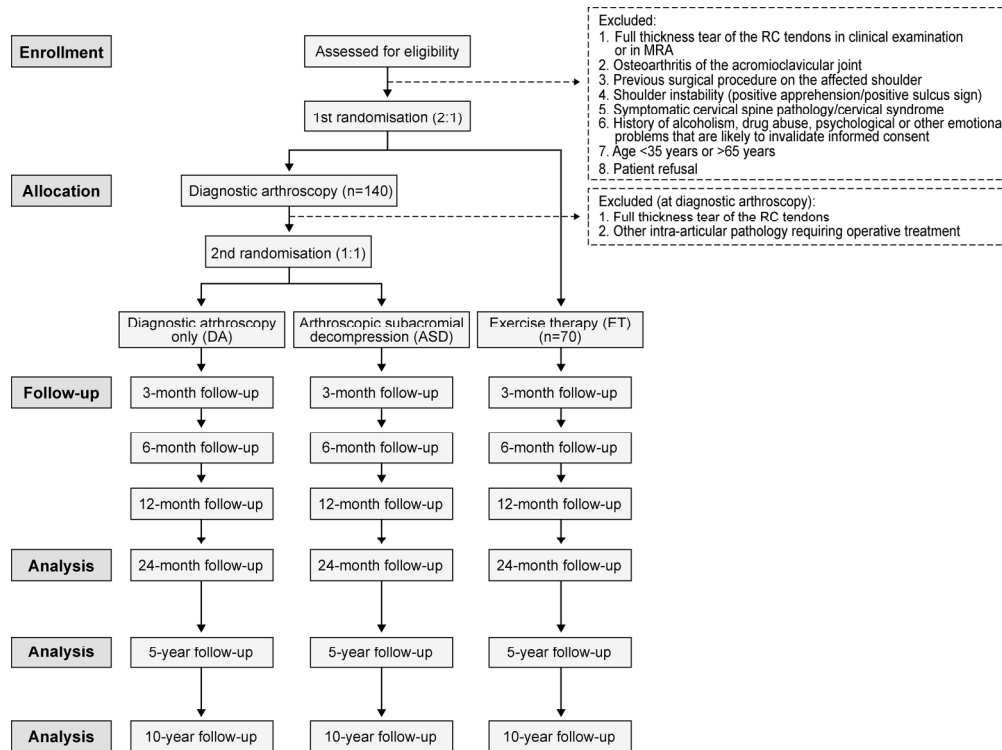 Enrollment
Assessed for eligibility
Excluded:
1. Full thickness tear of the RC tendons in clinical examination
or in MRA
2. Osteoarthritis of the acromioclavicular joint
3. Previous surgical procedure on the affected shoulder
4. Shoulder instability (positive apprehension/positive sulcus sign)
5. Symptomatic cervical spine pathology/cervical syndrome
6. History of alcoholism, drug abuse, psychological or other emotiona
problems that are likely to invalidate informed consent
7. Age <35 years or >65 years
8. Patient refusal
1st randomisation (2:1)
Allocation
Diagnostic arthroscopy (n=140)
Excluded (at diagnostic arthroscopy):
1. Full thickness tear of the RC tendons
2. Other intra-articular pathology requiring operative treatment
2nd randomisation (1:1)
Diagnostic atrhroscopy
only (DA)
Arthroscopic subacromial
decompression (ASD)
Exercise therapy (ET)
(n=70)
Follow-up
3-month follow-up
3-month follow-up
3-month follow-up
6-month follow-up
6-month follow-up
6-month follow-up
12-month follow-up
12-month follow-up
12-month follow-up
Analysis
24-month follow-up
24-month follow-up
24-month follow-up
Analysis
5-year follow-up
5-year follow-up
5-year follow-up
Analysis
10-year follow-up
10-year follow-up
10-year follow-up